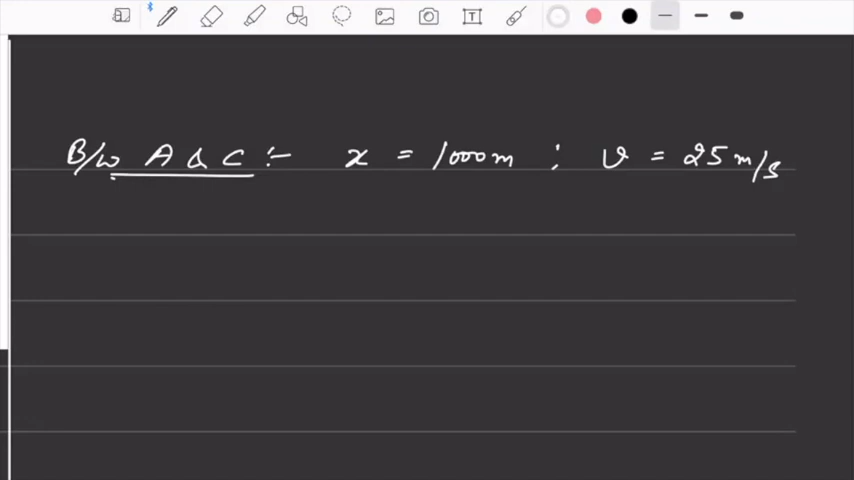 B/w A & C :- x = 1000m ; v = 25 m/s